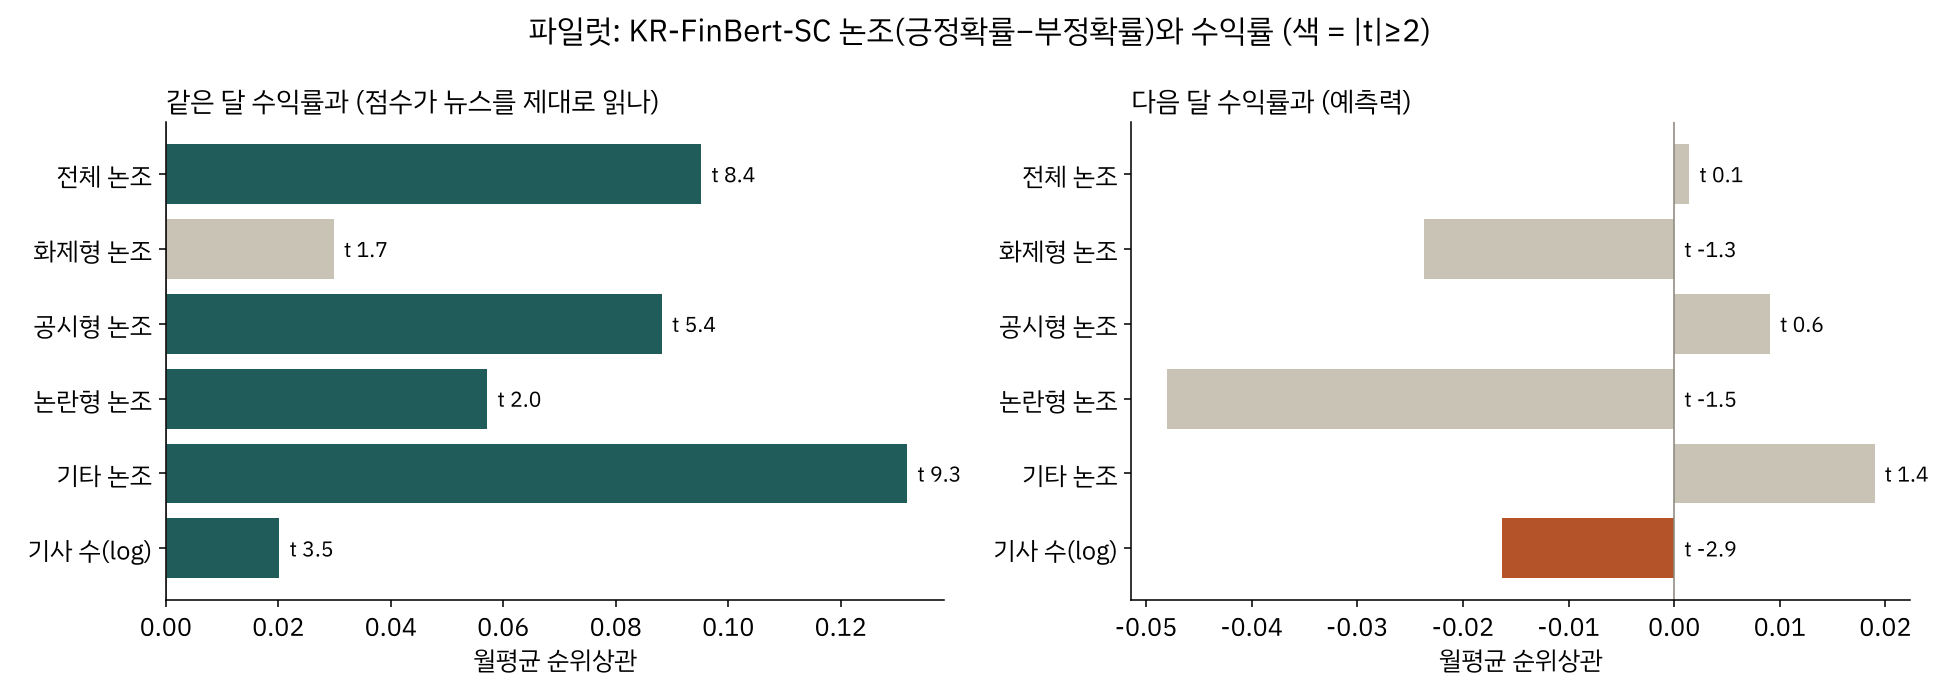 파일럿: KR-FinBert-SC 논조(긍정확률−부정확률)와 수익률 (색 = |t|≥2)
같은 달 수익률과 (점수가 뉴스를 제대로 읽나)
전체 논조
t 8.4
화제형 논조
t 1.7
공시형 논조
t 5.4
논란형 논조
t 2.0
기타 논조
t 9.3
기사 수(log)
t 3.5
0.00 0.02 0.04 0.06 0.08 0.10 0.12
월평균 순위상관
다음 달 수익률과 (예측력)
전체 논조
t 0.1
화제형 논조
t -1.3
공시형 논조
t 0.6
논란형 논조
t -1.5
기타 논조
t 1.4
기사 수(log)
t -2.9
-0.05 -0.04 -0.03 -0.02 -0.01 0.00 0.01 0.02
월평균 순위상관